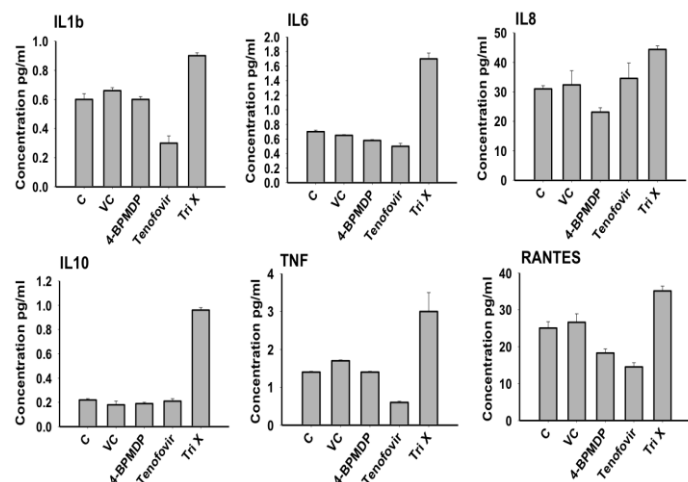 IL1b
Concentration pg/ml
1.0
0.8
0.6
0.4
0.2
0.0
C
VC
4-BPMDP
Tenofovir
Tri X
IL6
Concentration pg/ml
2.0
1.8
1.6
1.4
1.2
1.0
0.8
0.6
0.4
0.2
0.0
C
VC
4-BPMDP
Tenofovir
Tri X
IL8
Concentration pg/ml
50
40
30
20
10
0
C
VC
4-BPMDP
Tenofovir
Tri X
IL10
Concentration pg/ml
1.2
1.0
0.8
0.6
0.4
0.2
0.0
C
VC
4-BPMDP
Tenofovir
Tri X
TNF
Concentration pg/ml
4
3
2
1
0
C
VC
4-BPMDP
Tenofovir
Tri X
RANTES
Concentration pg/ml
40
30
20
10
0
C
VC
4-BPMDP
Tenofovir
Tri X